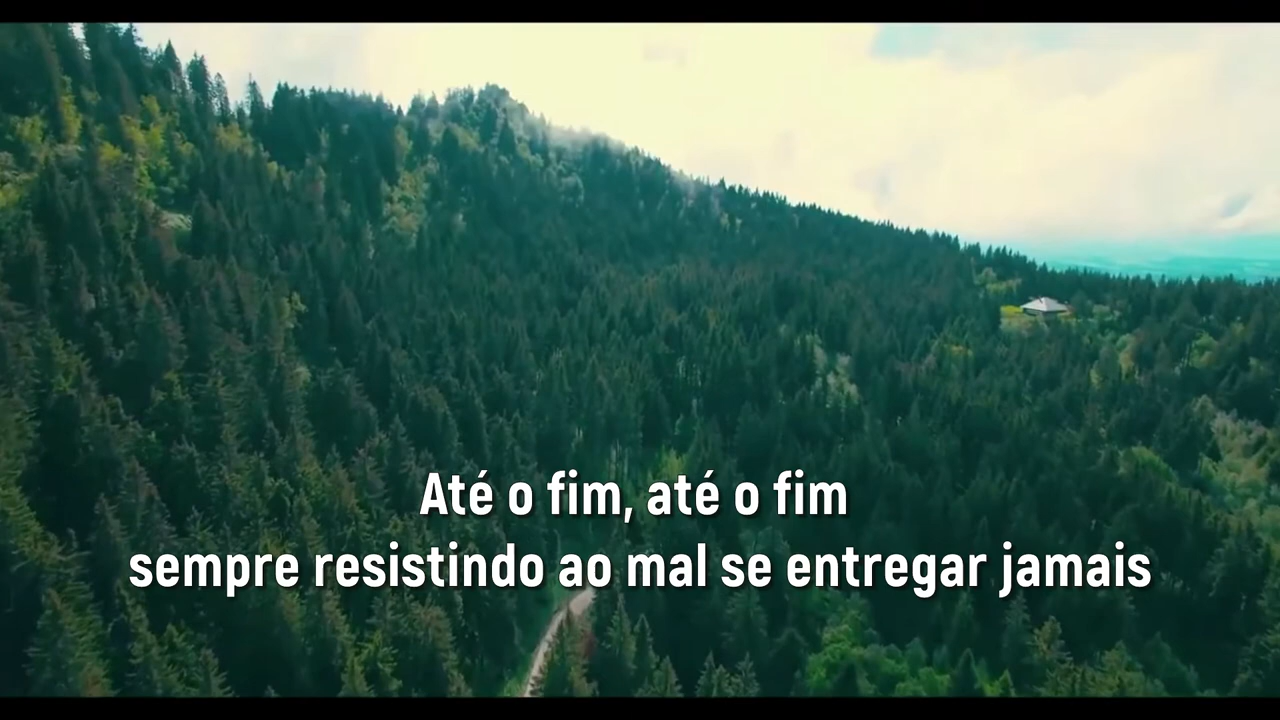 Até o fim, até o fim
sempre resistindo ao mal se entregar jamais